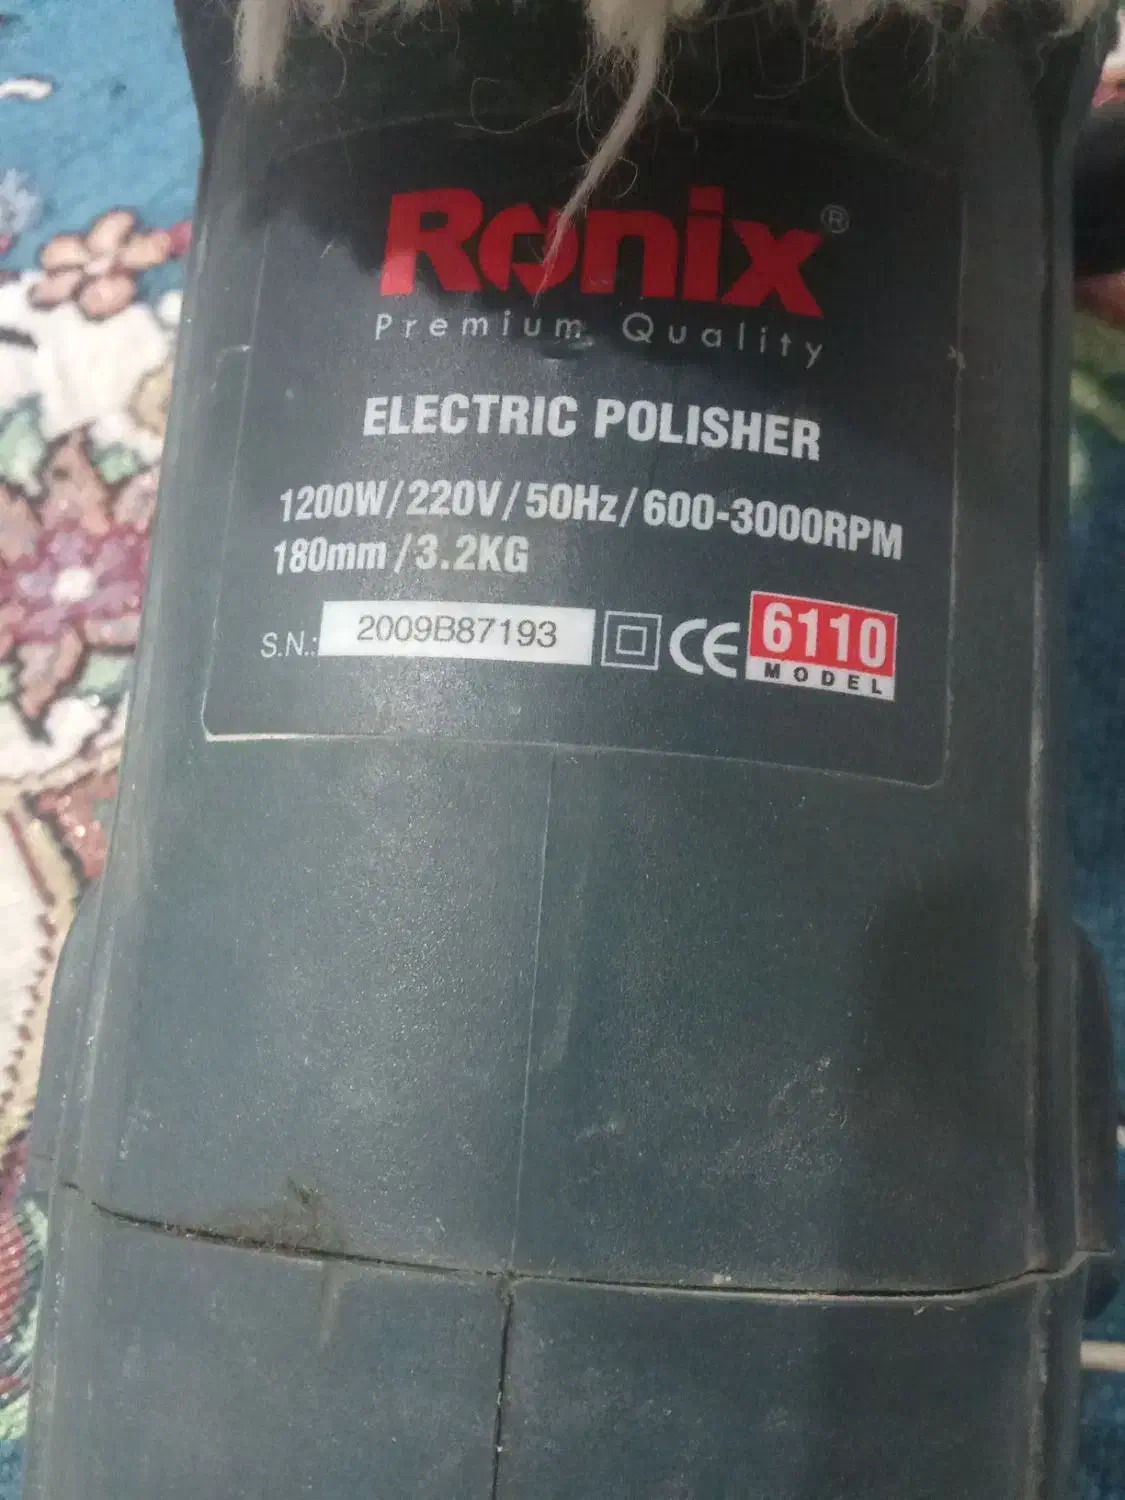 Ronix®
Premium Quality
ELECTRIC POLISHER
1200W/220V/50Hz/600-3000RPM
180mm/3.2KG
S.N.: 2009B87193 CE 6110
MODEL